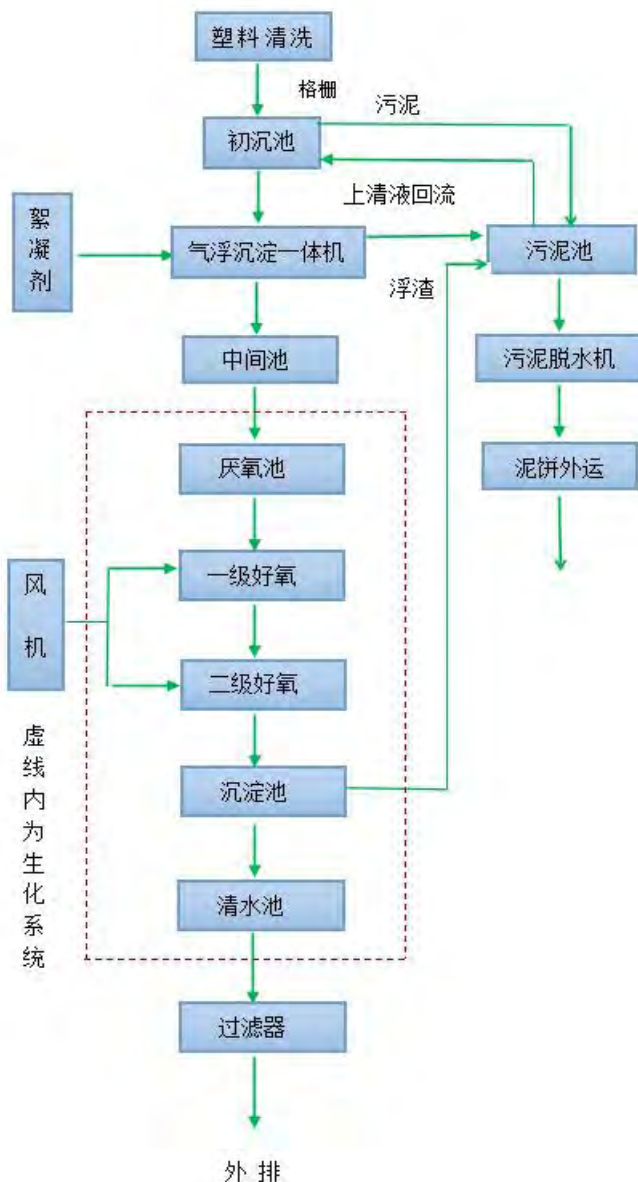 塑料清洗
格栅
污泥
初沉池
上清液回流
絮凝剂
气浮沉淀一体机
污泥池
浮渣
中间池
污泥脱水机
厌氧池
泥饼外运
风机
一级好氧
二级好氧
虚线内为生化系统
沉淀池
清水池
过滤器
外排